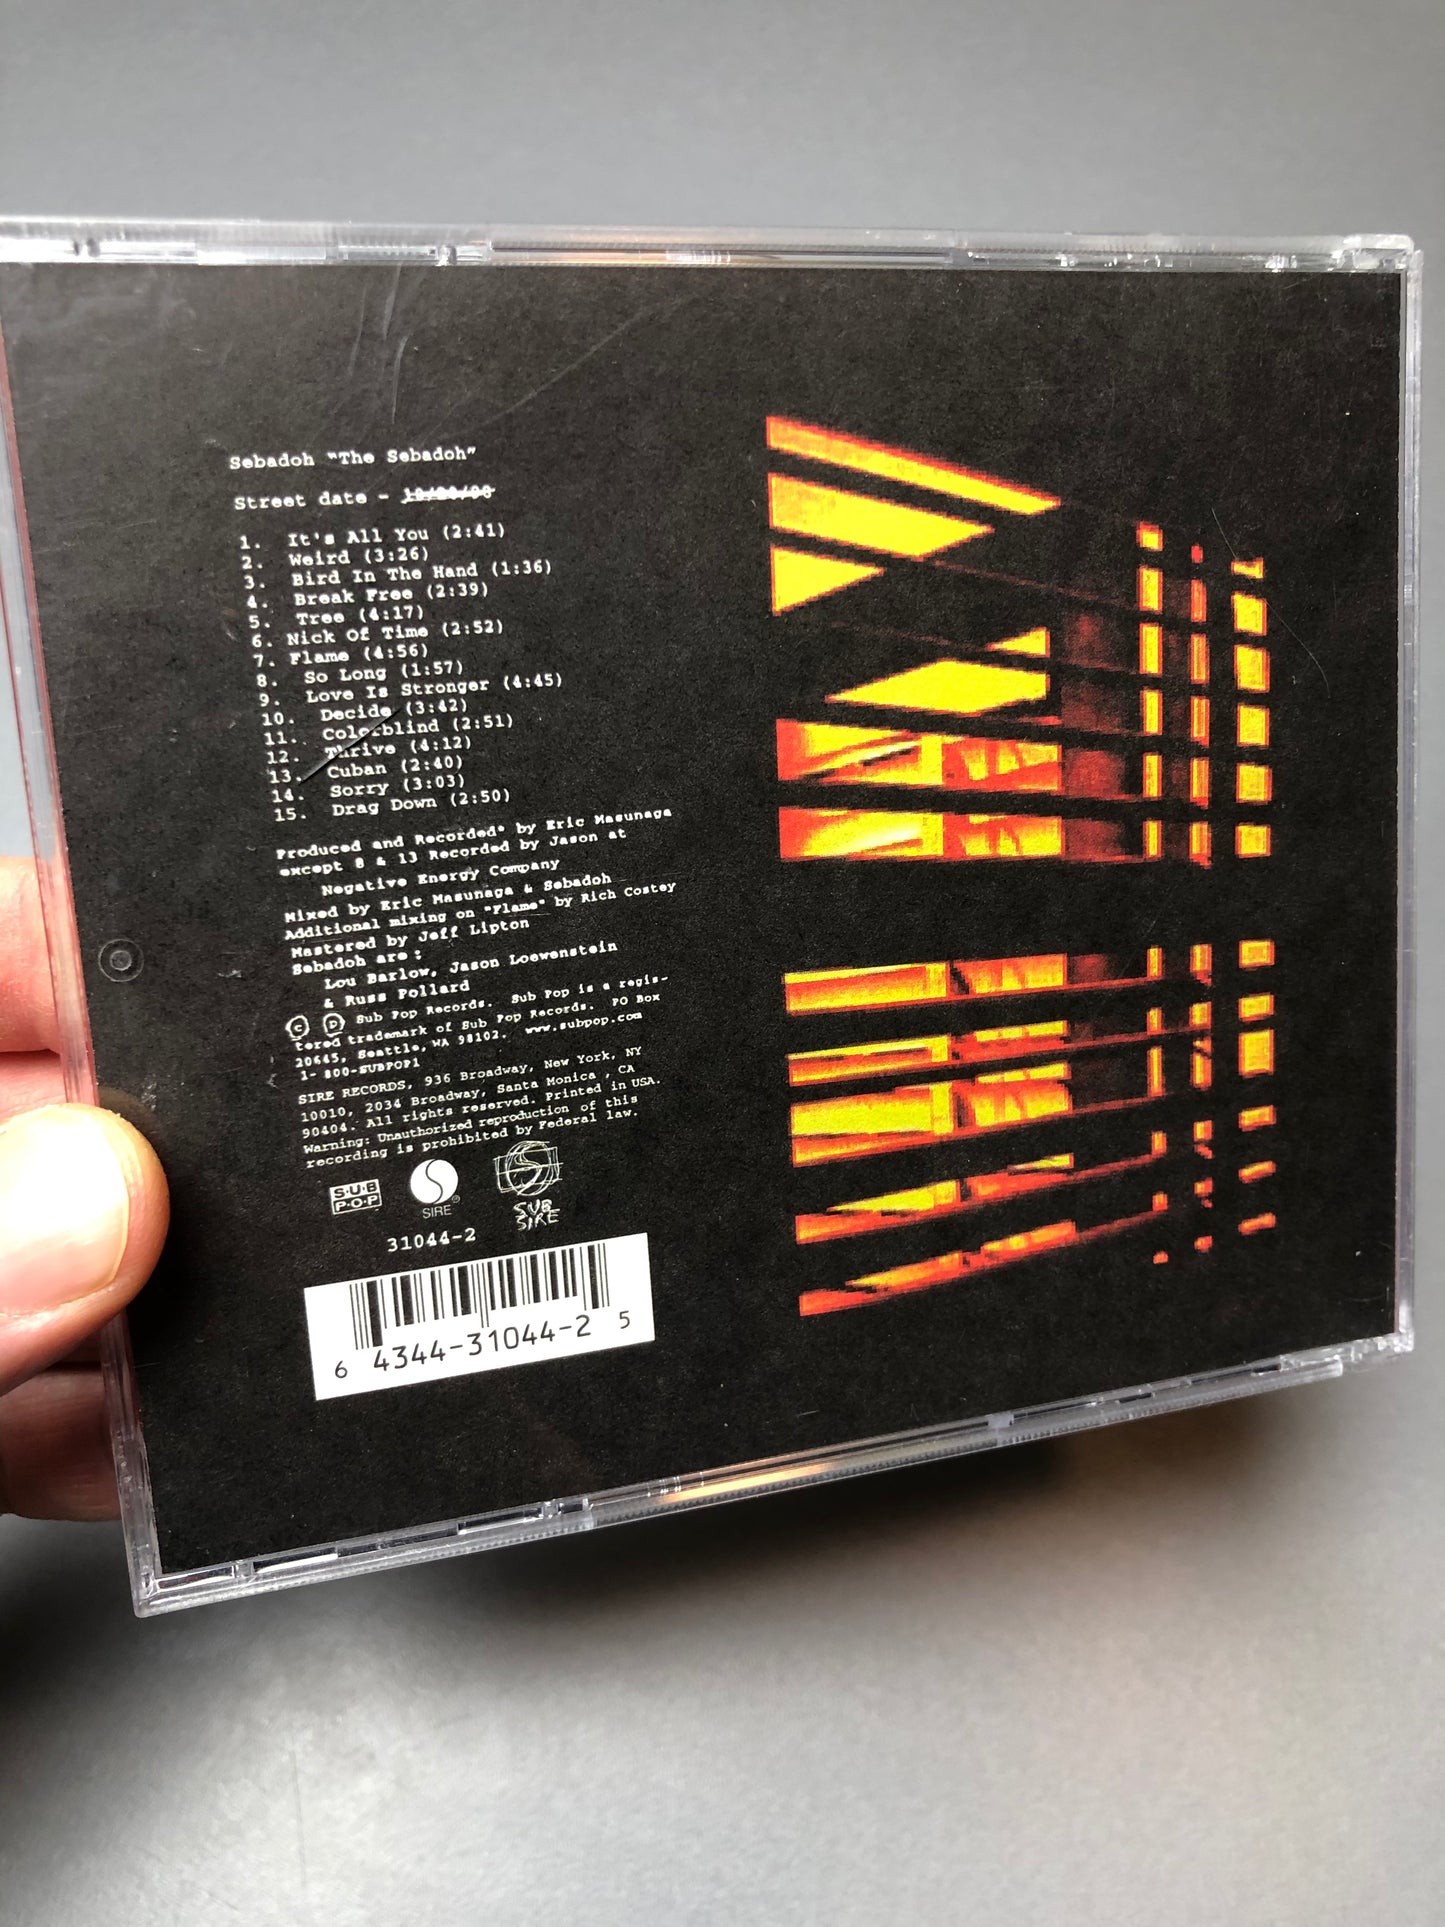 Sebadoh "The Sebadoh"
Street date -
1. It's All You (2:41)
2. Weird (3:26)
3. Bird In The Hand (1:36)
4. Break Free (2:39)
5. Tree (4:17)
6. Nick Of Time (2:52)
7. Flame (4:56)
8. So Long (1:57)
9. Love Is Stronger (4:45)
10. Decide (3:42)
11. Colorblind (2:51)
12. Thrive (4:12)
13. Cuban (2:40)
14. Sorry (3:03)
15. Drag Down (2:50)
Produced and Recorded* by Eric Masunaga
except 8 & 13 Recorded by Jason at
Negative Energy Company
Mixed by Eric Masunaga & Sebadoh
Additional mixing on "Flame" by Rich Costey
Mastered by Jeff Lipton
Sebadoh are:
Lou Barlow, Jason Loewenstein
& Russ Pollard
© Ⓟ Sub Pop Records. Sub Pop is a regis-
tered trademark of Sub Pop Records. PO Box
20645, Seattle, WA 98102. www.subpop.com
1-800-SUBPOP1
SIRE RECORDS, 936 Broadway, New York, NY
10010, 2034 Broadway, Santa Monica, CA
90404. All rights reserved. Printed in USA.
Warning: Unauthorized reproduction of this
recording is prohibited by Federal law.
SUB
POP
SIRE®
SUB
SIRE
31044-2
6 4344-31044-2 5